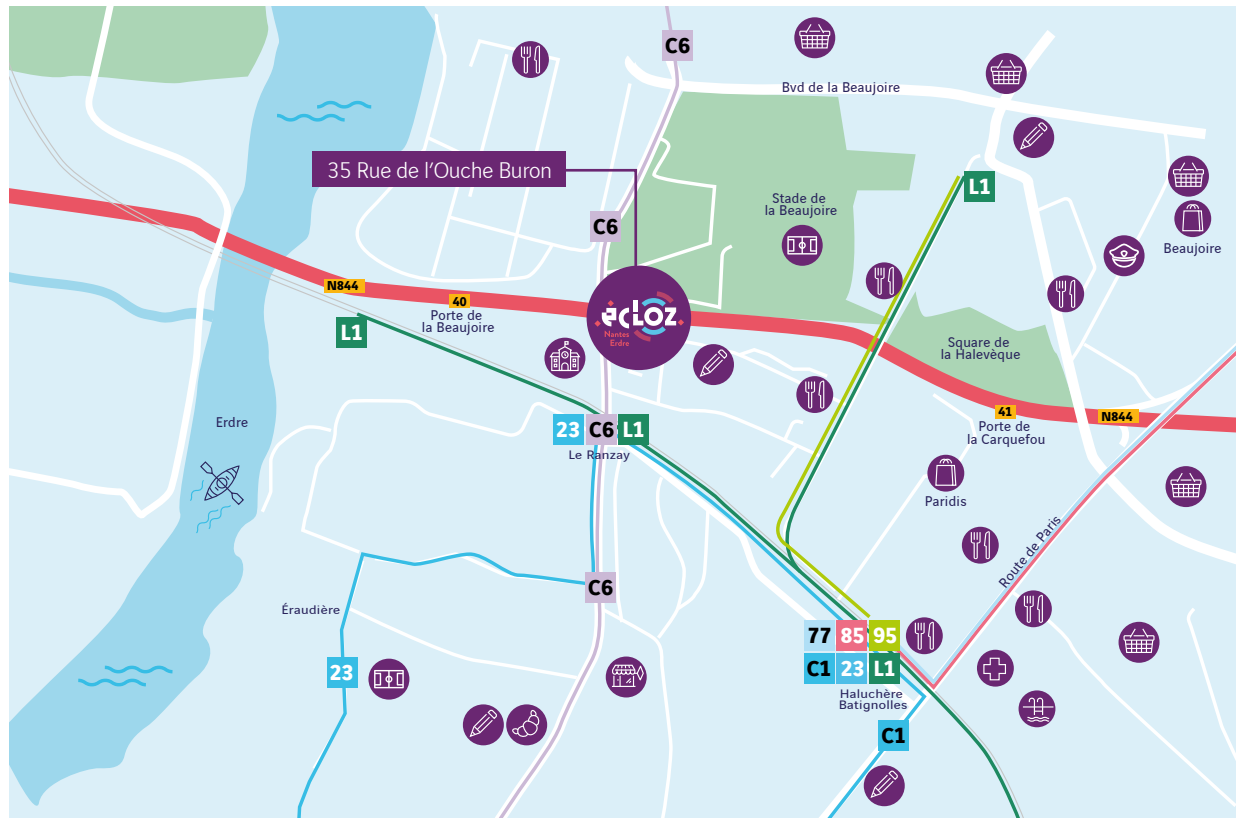 C6
Bvd de la Beaujoire
35 Rue de l'Ouche Buron
Stade de
la Beaujoire
L1
C6
Beaujoire
N844
40
Porte de
la Beaujoire
L1
ecLoz
Nantes
Erdre
Square de
la Halevèque
41
N844
Porte de
la Carquefou
Erdre
23 C6 L1
Le Ranzay
Paridis
Route de Paris
C6
Éraudière
77 85 95
C1 23 L1
Haluchère
Batignolles
23
C1